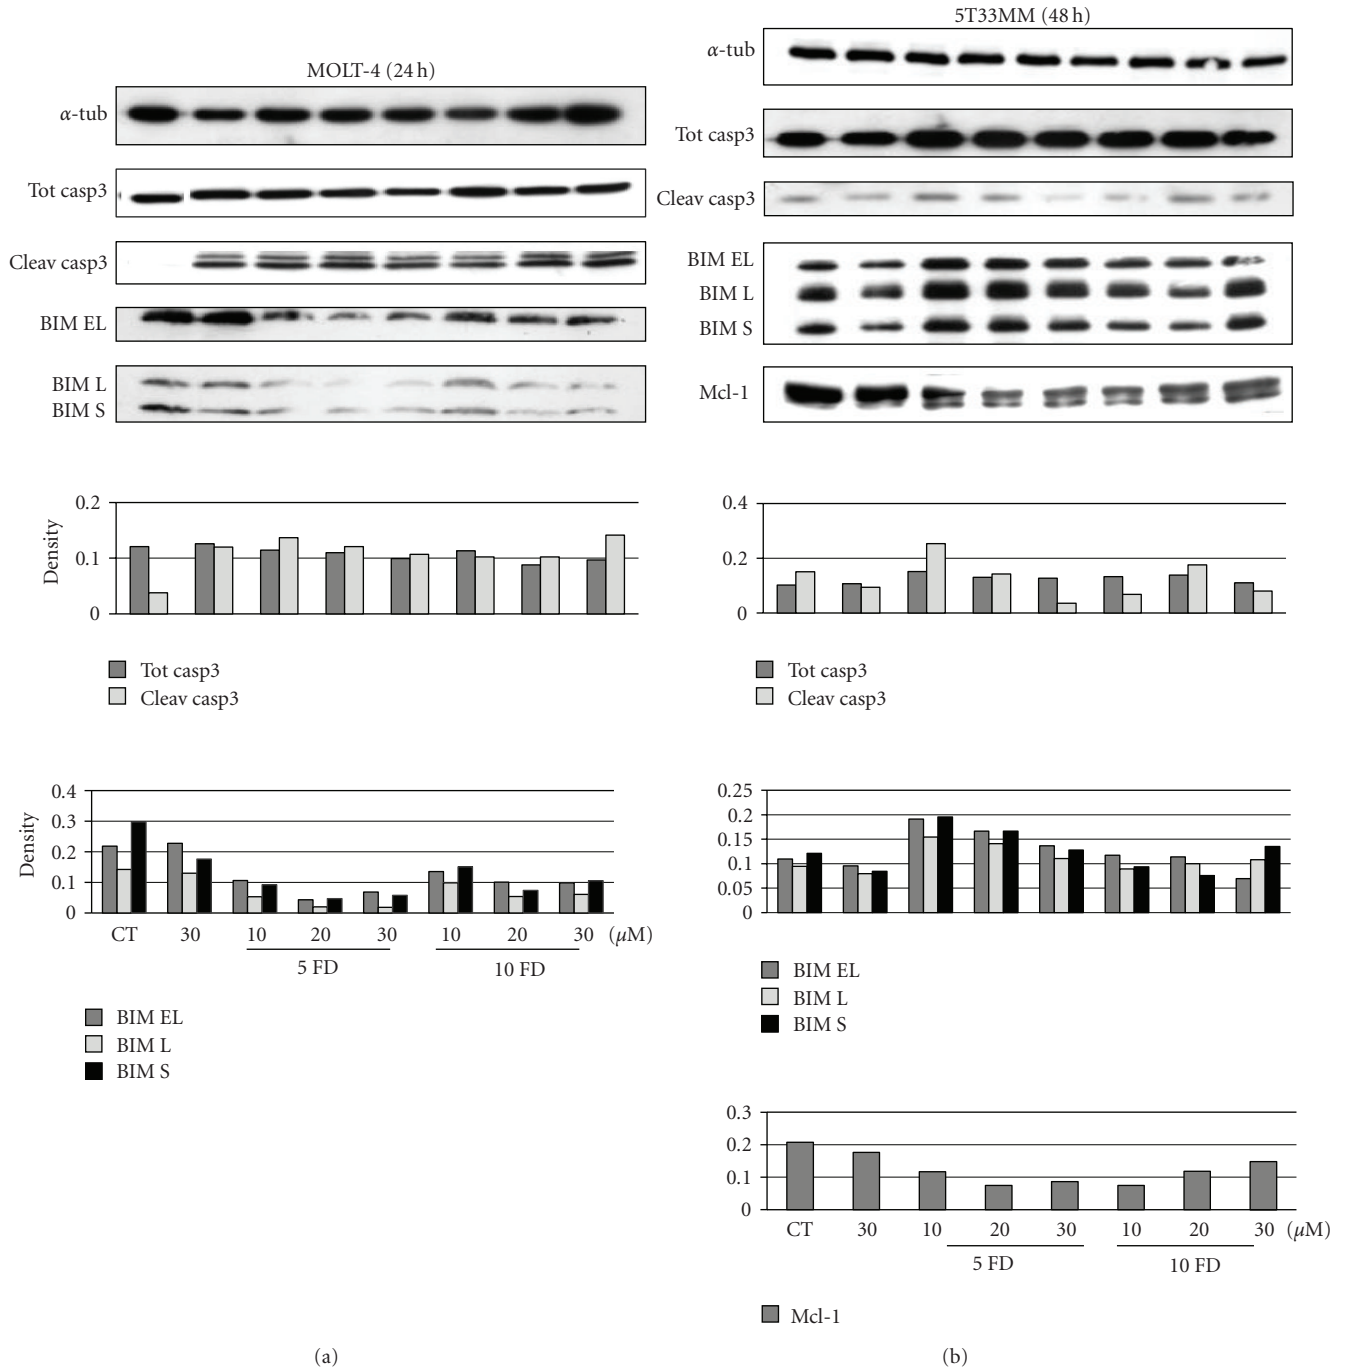 MOLT-4 (24 h)
α-tub
Tot casp3
Cleav casp3
BIM EL
BIM L
BIM S
0.2
0.1
0
Density
Tot casp3
Cleav casp3
0.4
0.3
0.2
0.1
0
Density
CT 30 10 20 30 10 20 30 (μM)
5 FD 10 FD
BIM EL
BIM L
BIM S
(a)
5T33MM (48 h)
α-tub
Tot casp3
Cleav casp3
BIM EL
BIM L
BIM S
Mcl-1
0.4
0.2
0
Tot casp3
Cleav casp3
0.25
0.2
0.15
0.1
0.05
0
BIM EL
BIM L
BIM S
0.3
0.2
0.1
0
CT 30 10 20 30 10 20 30 (μM)
5 FD 10 FD
Mcl-1
(b)